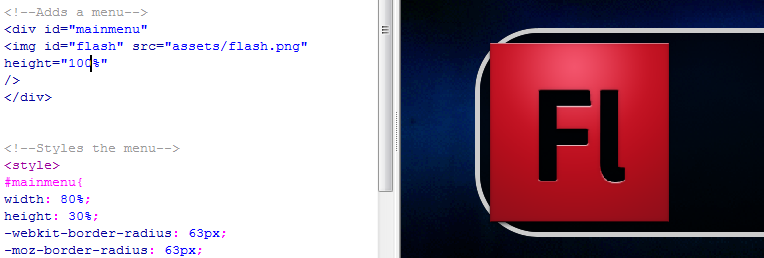 <!--Adds a menu-->
<div id="mainmenu"
<img id="flash" src="assets/flash.png"
height="100%"
/>
</div>
<!--Styles the menu-->
<style>
#mainmenu{
width: 80%;
height: 30%;
-webkit-border-radius: 63px;
-moz-border-radius: 63px;
Fl